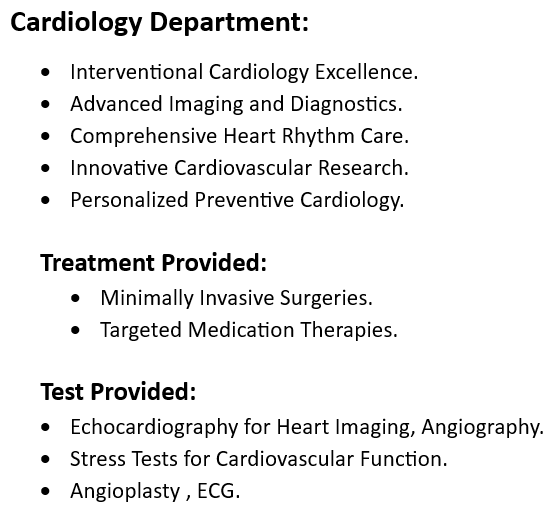 Cardiology Department:
• Interventional Cardiology Excellence.
• Advanced Imaging and Diagnostics.
• Comprehensive Heart Rhythm Care.
• Innovative Cardiovascular Research.
• Personalized Preventive Cardiology.
Treatment Provided:
• Minimally Invasive Surgeries.
• Targeted Medication Therapies.
Test Provided:
• Echocardiography for Heart Imaging, Angiography.
• Stress Tests for Cardiovascular Function.
• Angioplasty , ECG.